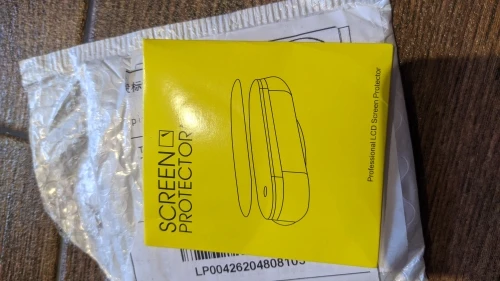 SCREEN
PROTECTOR
Professional LCD Screen Protector
LP00426204808105